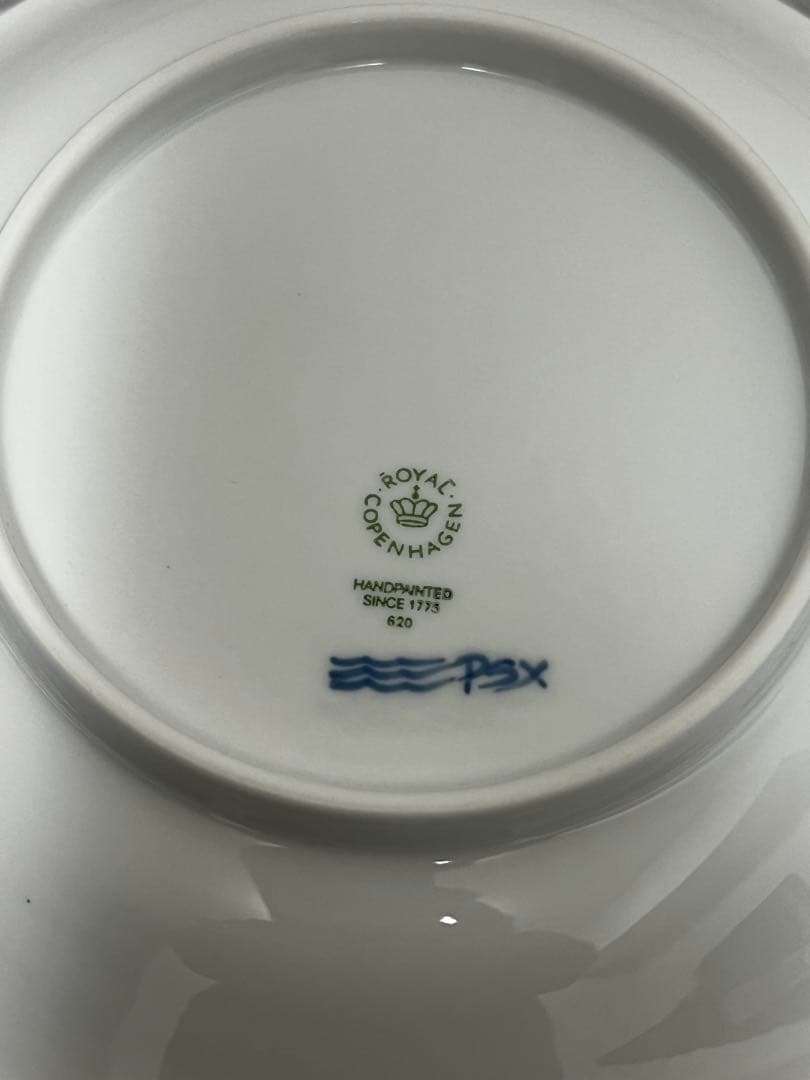 ROYAL
COPENHAGEN
HANDPAINTED
SINCE 1775
620
PSX